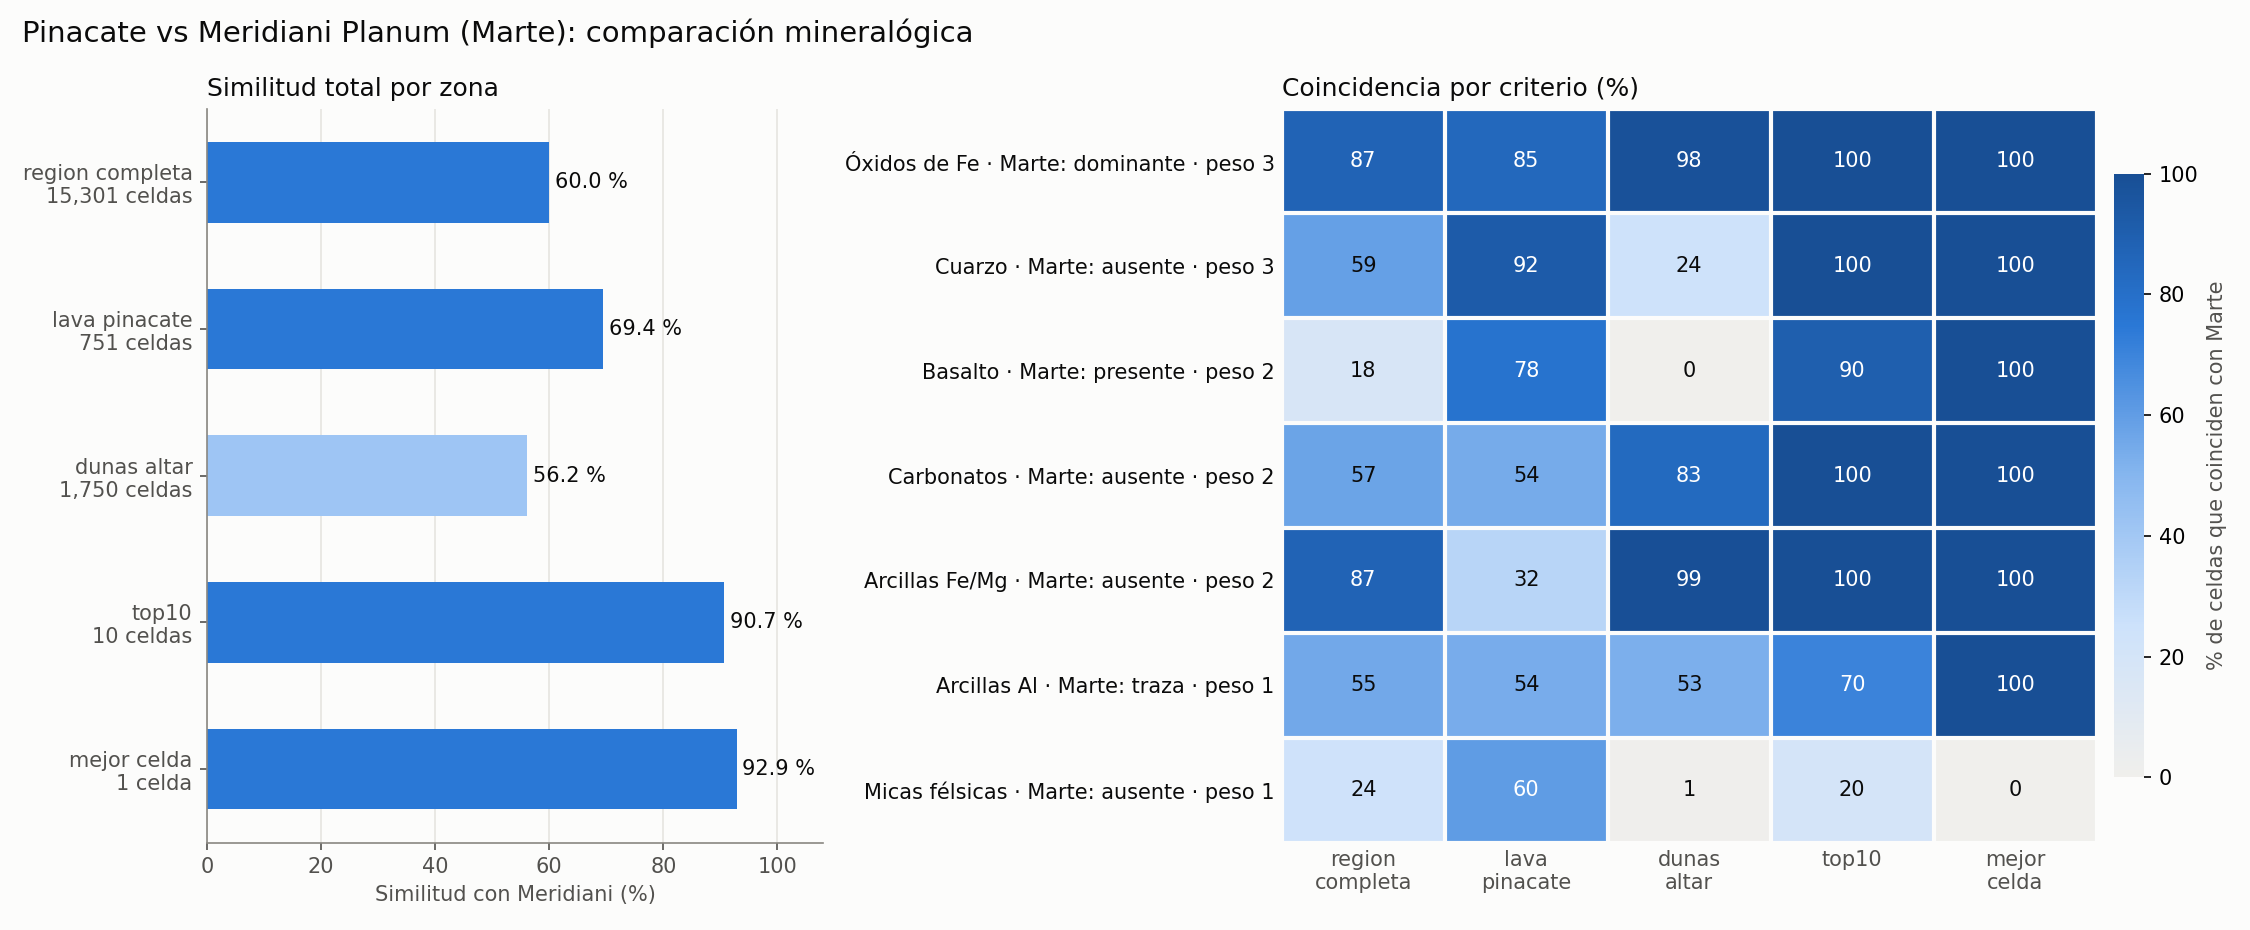 Pinacate vs Meridiani Planum (Marte): comparación mineralógica
Similitud total por zona
region completa
15,301 celdas
60.0 %
lava pinacate
751 celdas
69.4 %
dunas altar
1,750 celdas
56.2 %
top10
10 celdas
90.7 %
mejor celda
1 celda
92.9 %
0 20 40 60 80 100
Similitud con Meridiani (%)
Coincidencia por criterio (%)
Óxidos de Fe · Marte: dominante · peso 3 87 85 98 100 100
Cuarzo · Marte: ausente · peso 3 59 92 24 100 100
Basalto · Marte: presente · peso 2 18 78 0 90 100
Carbonatos · Marte: ausente · peso 2 57 54 83 100 100
Arcillas Fe/Mg · Marte: ausente · peso 2 87 32 99 100 100
Arcillas Al · Marte: traza · peso 1 55 54 53 70 100
Micas félsicas · Marte: ausente · peso 1 24 60 1 20 0
region
completa
lava
pinacate
dunas
altar
top10
mejor
celda
100
80
60
40
20
0
% de celdas que coinciden con Marte